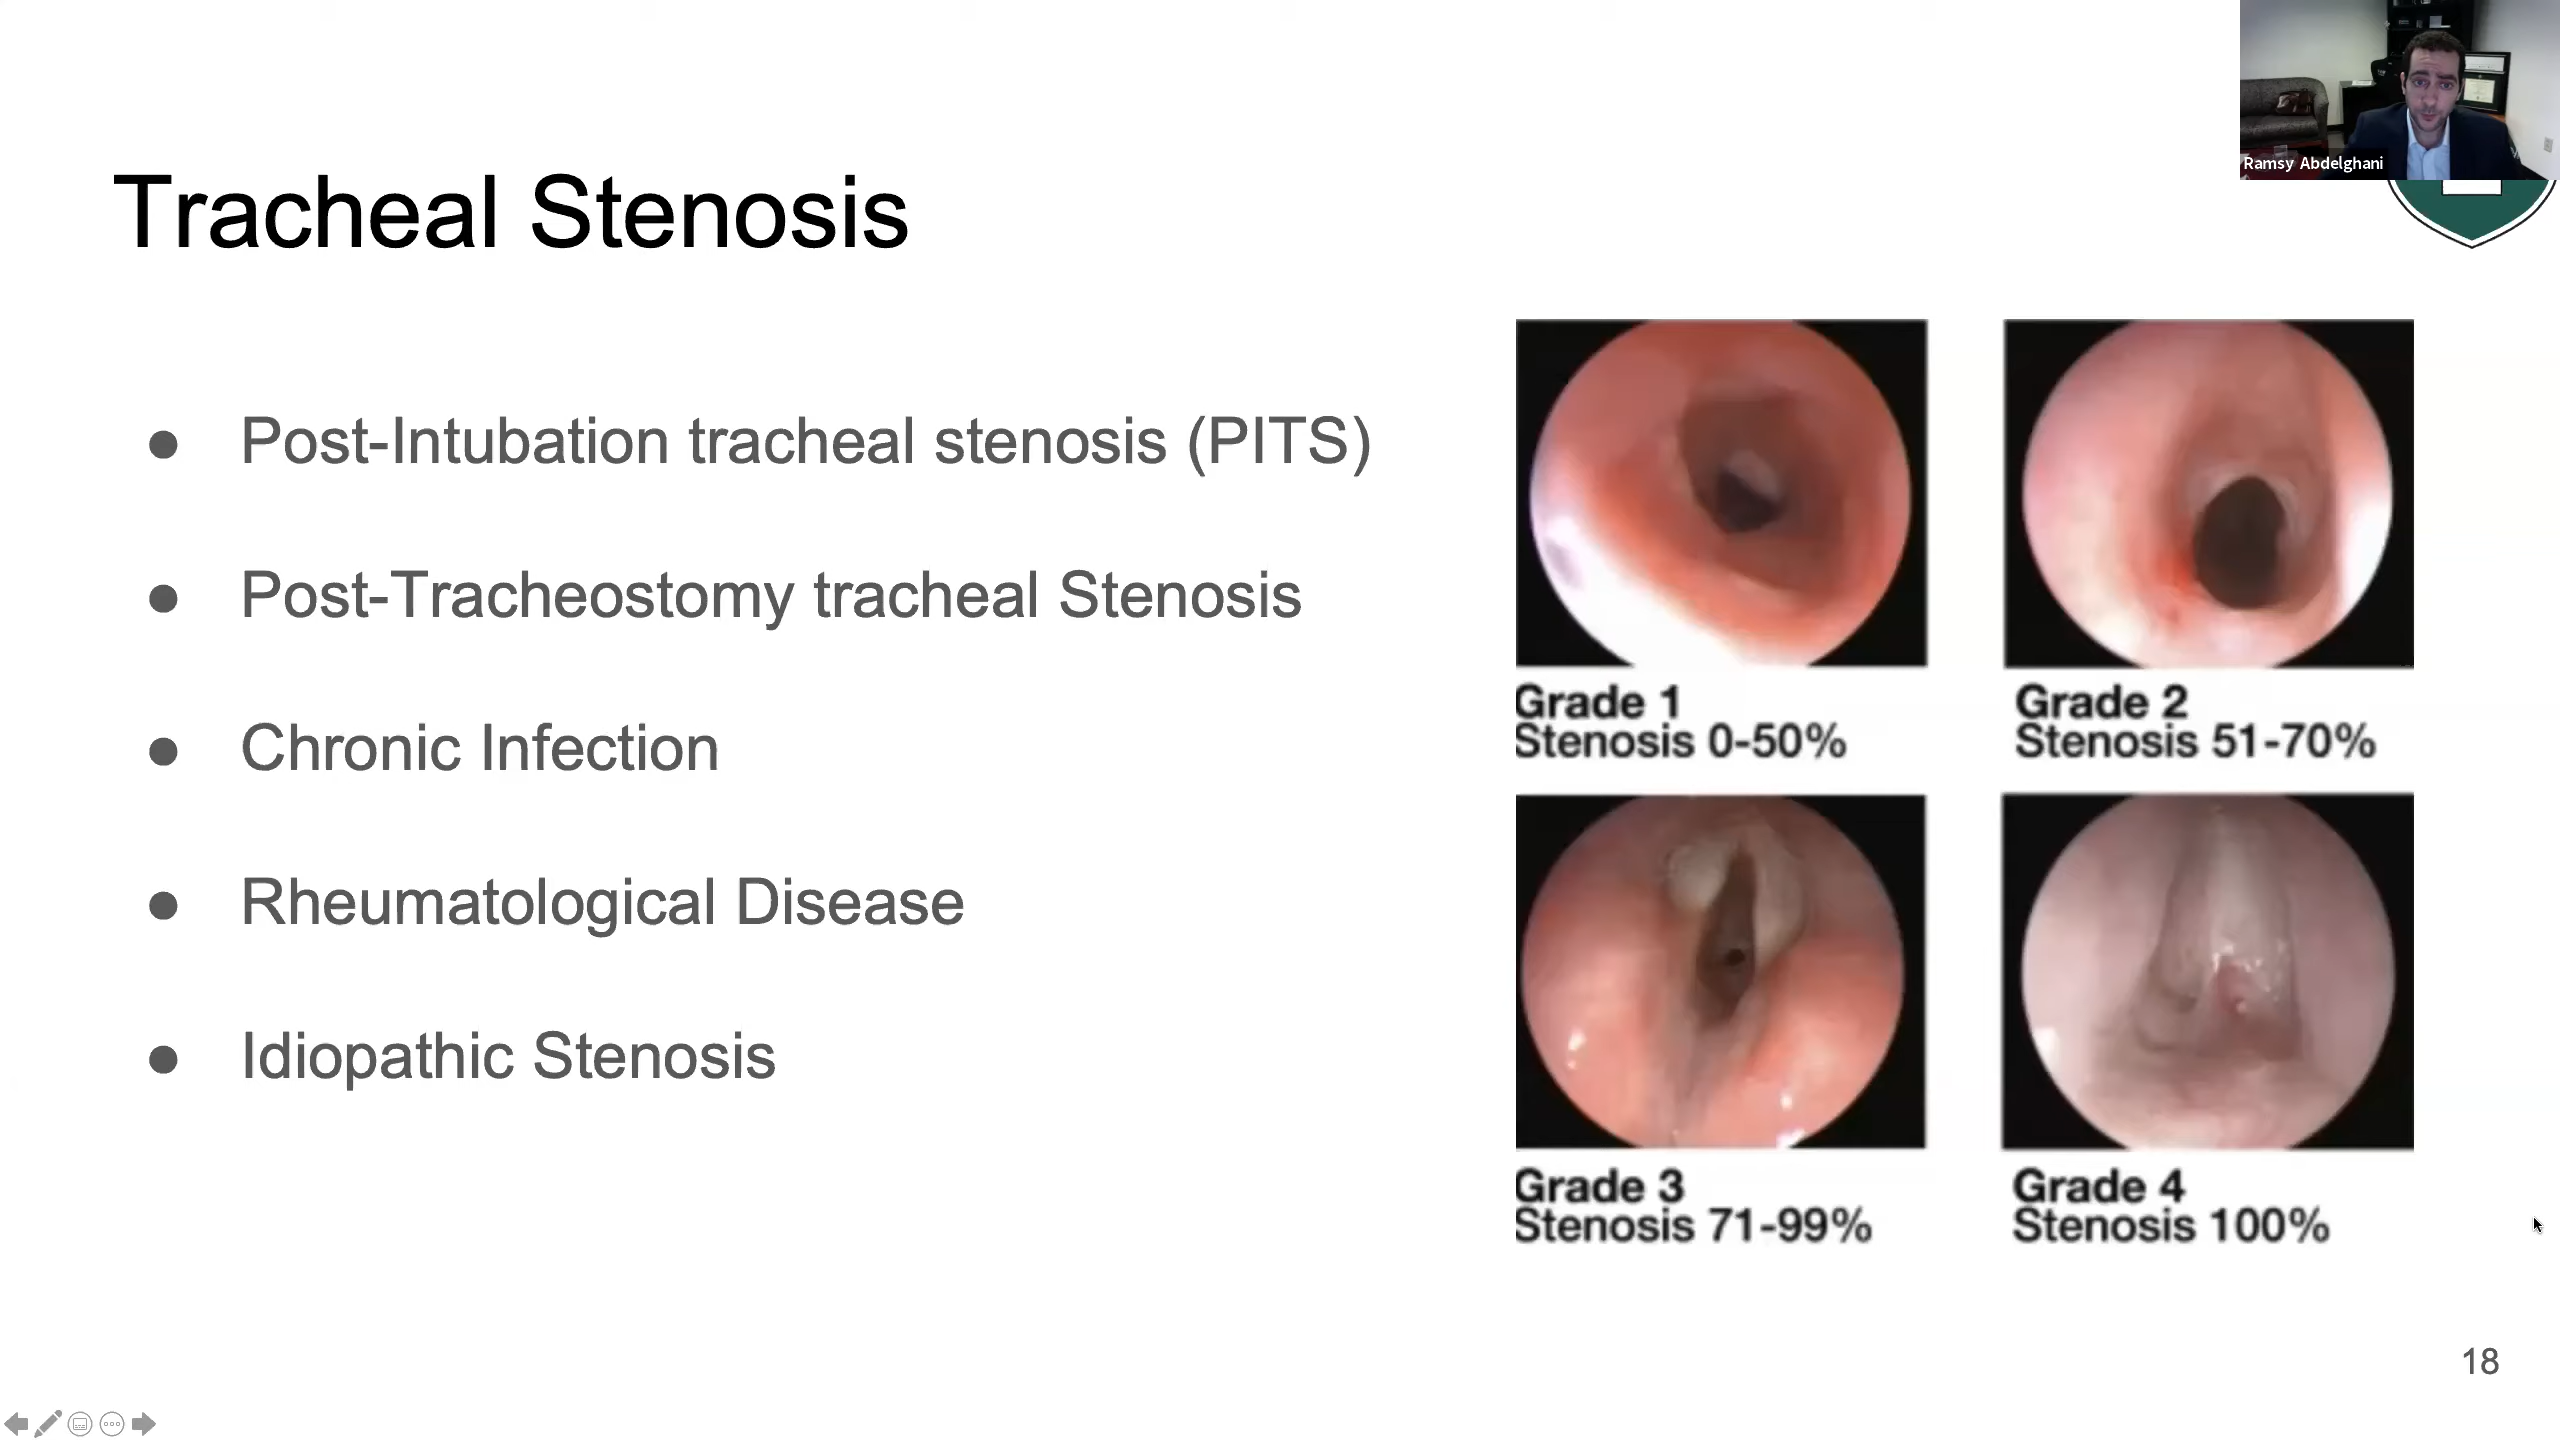 Ramsy Abdelghani
Tracheal Stenosis
● Post-Intubation tracheal stenosis (PITS)
● Post-Tracheostomy tracheal Stenosis
● Chronic Infection
● Rheumatological Disease
● Idiopathic Stenosis
Grade 1
Stenosis 0-50%
Grade 2
Stenosis 51-70%
Grade 3
Stenosis 71-99%
Grade 4
Stenosis 100%
18